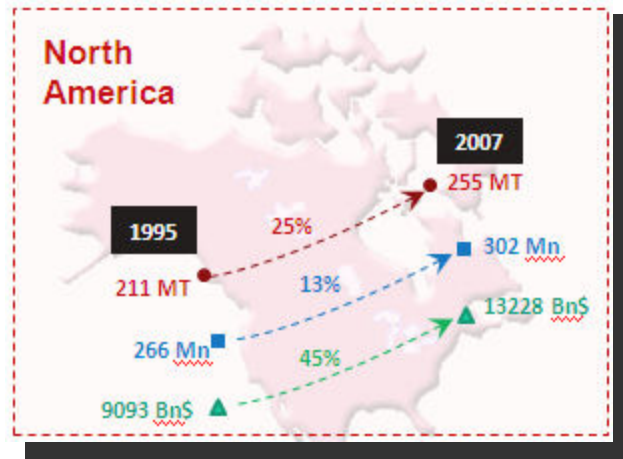 North
America
2007
255 MT
1995
25%
211 MT
302 Mn
13%
266 Mn
13228 Bn$
45%
9093 Bn$